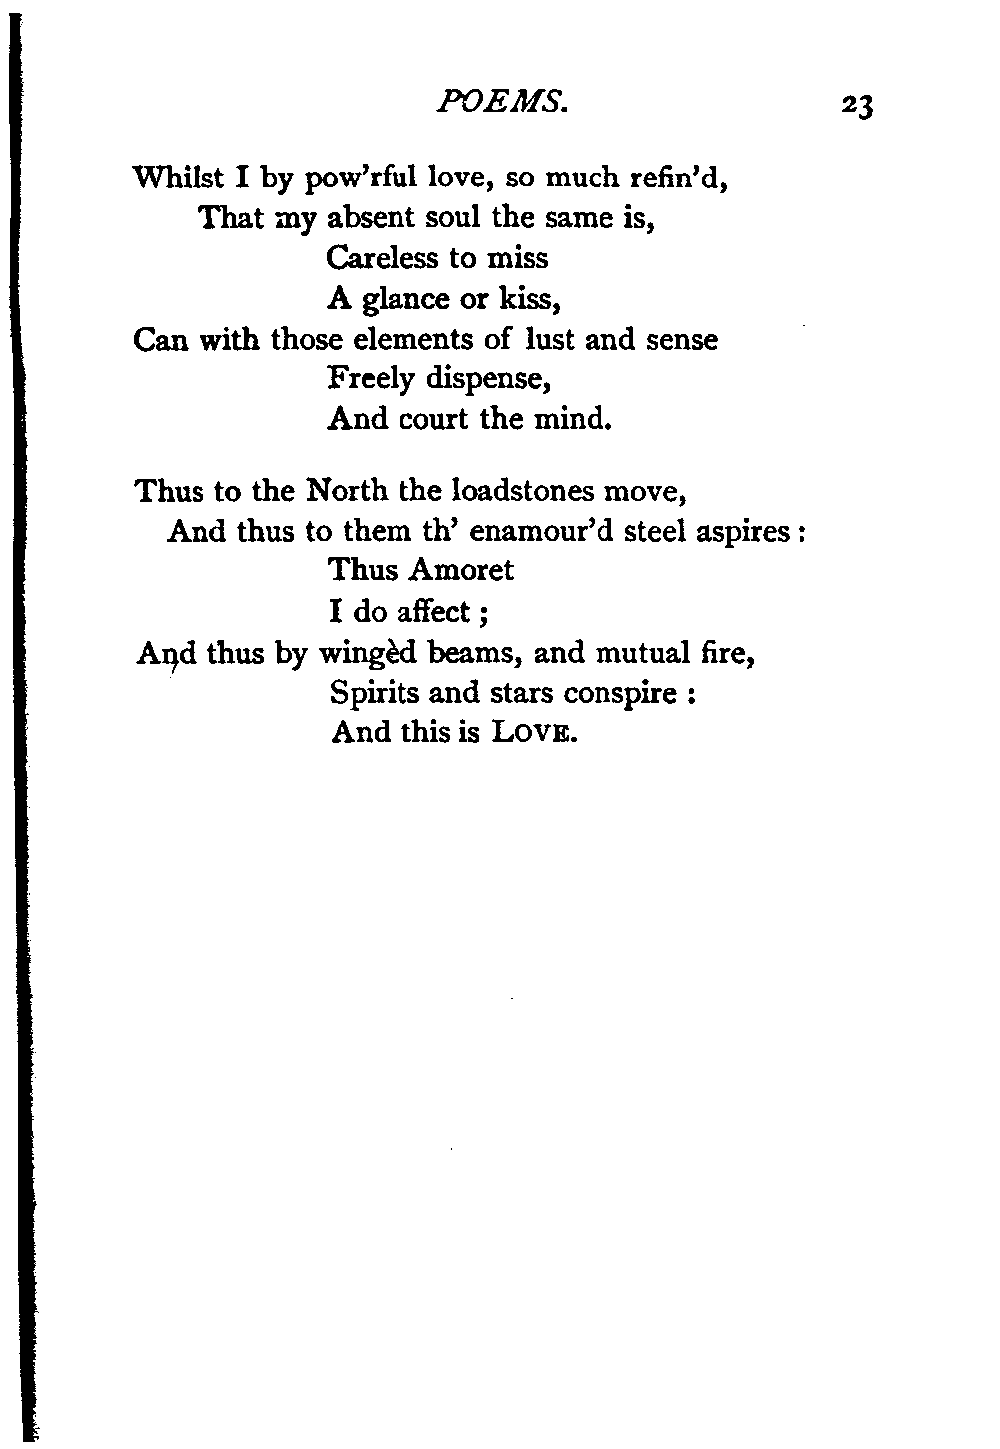 POEMS. 23
Whilst I by pow'rful love, so much refin'd,
That my absent soul the same is,
Careless to miss
A glance or kiss,
Can with those elements of lust and sense
Freely dispense,
And court the mind.
Thus to the North the loadstones move,
And thus to them th' enamour'd steel aspires :
Thus Amoret
I do affect ;
And thus by wingèd beams, and mutual fire,
Spirits and stars conspire :
And this is LOVE.